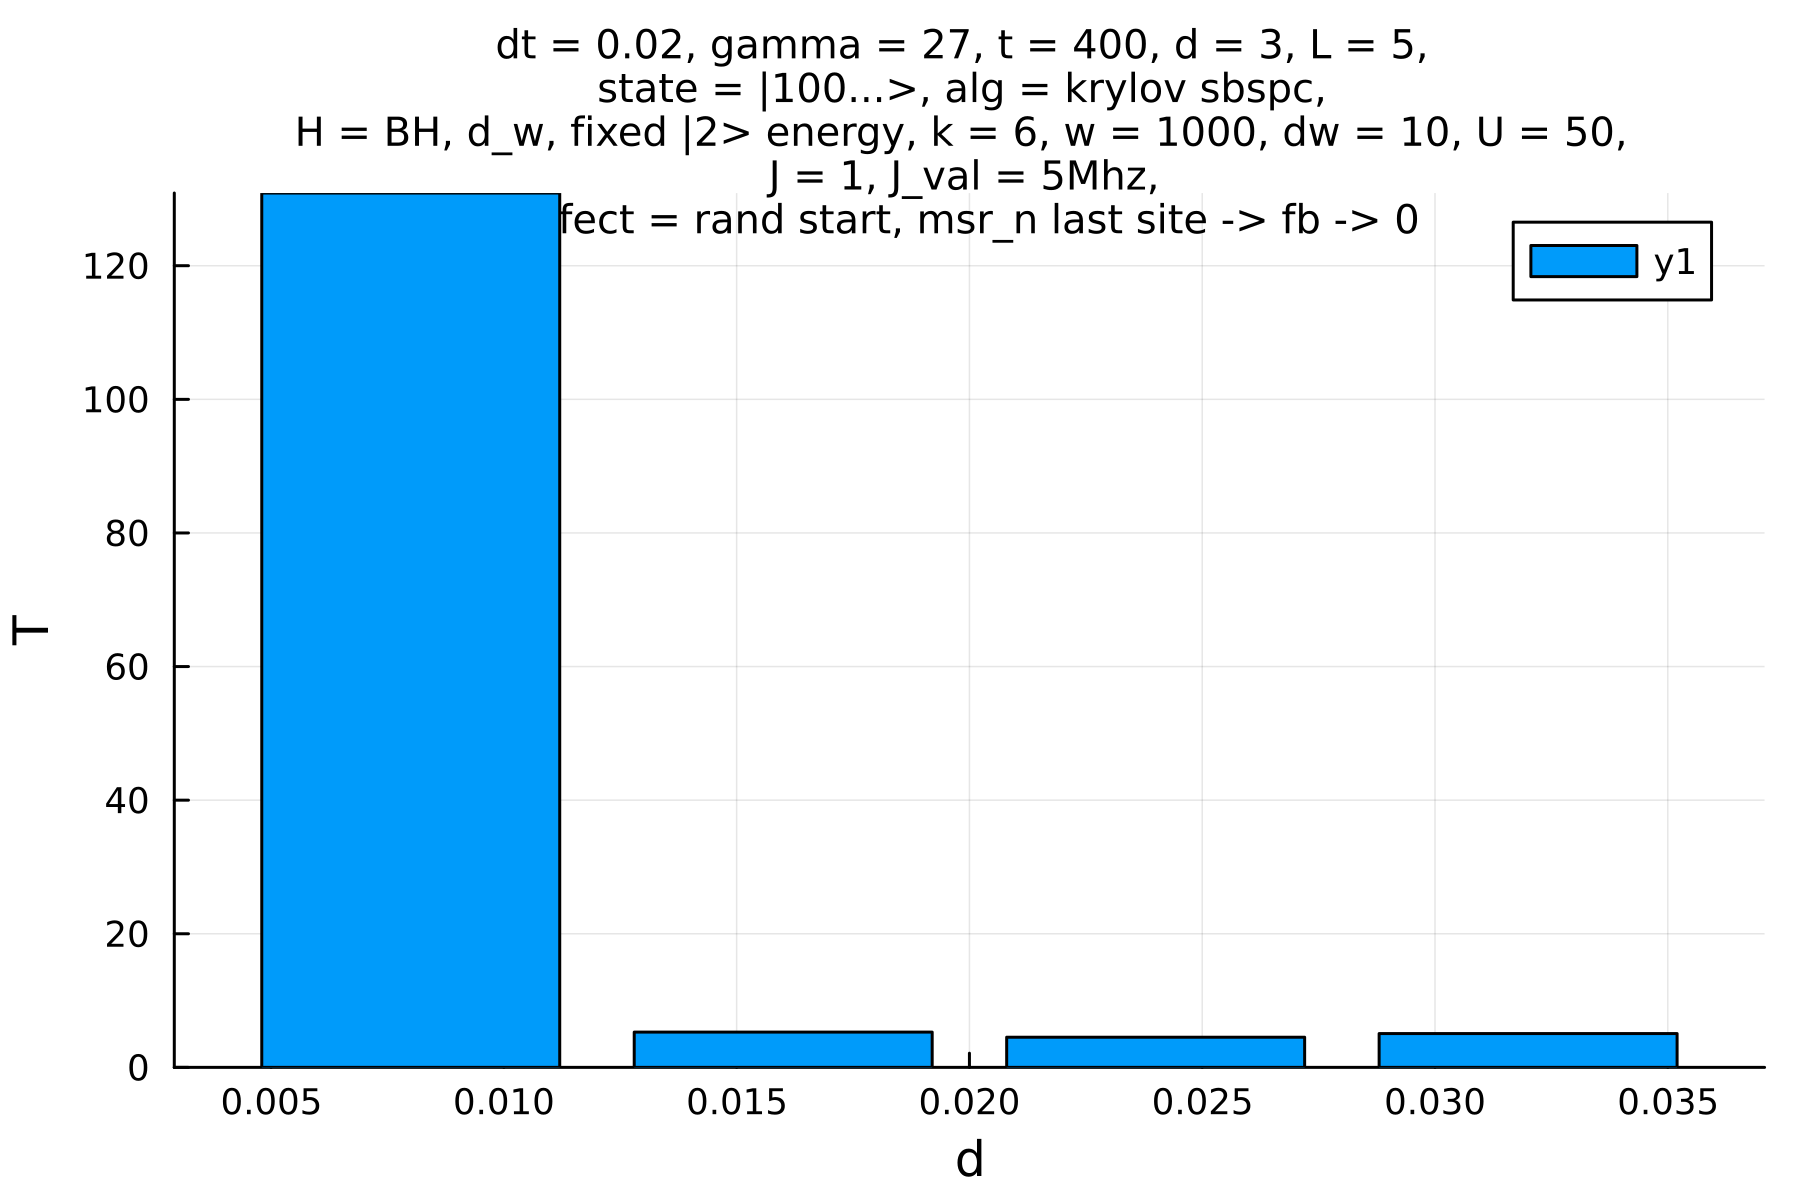 dt = 0.02, gamma = 27, t = 400, d = 3, L = 5,
state = |100...>, alg = krylov sbspc,
H = BH, d_w, fixed |2> energy, k = 6, w = 1000, dw = 10, U = 50,
J = 1, J_val = 5Mhz,
fect = rand start, msr_n last site -> fb -> 0
y1
120
100
80
60
40
20
0
T
0.005 0.010 0.015 0.020 0.025 0.030 0.035
d